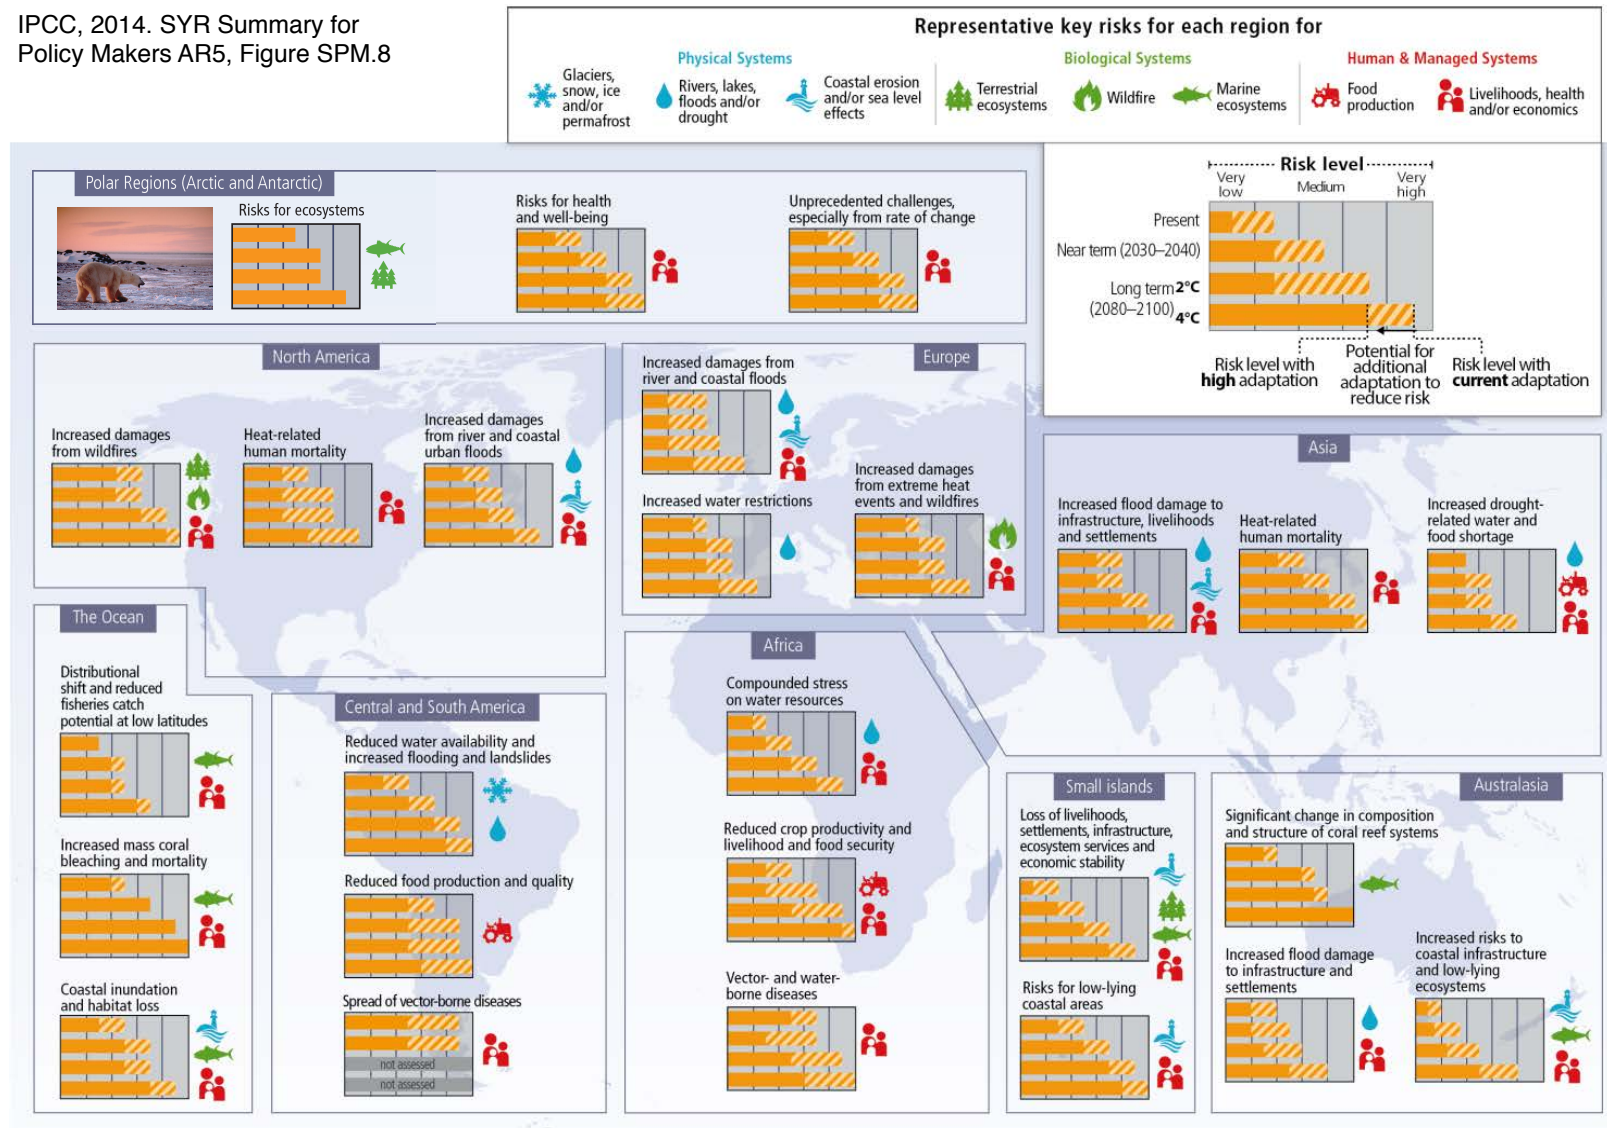 IPCC, 2014. SYR Summary for
Policy Makers AR5, Figure SPM.8
Representative key risks for each region for
Physical Systems
Glaciers,
snow, ice
and/or
permafrost
Rivers, lakes,
floods and/or
drought
Coastal erosion
and/or sea level
effects
Biological Systems
Terrestrial
ecosystems
Wildfire
Marine
ecosystems
Human & Managed Systems
Food
production
Livelihoods, health
and/or economics
Risk level
Very
low
Medium
Very
high
Present
Near term (2030–2040)
Long term 2°C
(2080–2100)
4°C
Risk level with
high adaptation
Potential for
additional
adaptation to
reduce risk
Risk level with
current adaptation
Polar Regions (Arctic and Antarctic)
Risks for ecosystems
Risks for health
and well-being
Unprecedented challenges,
especially from rate of change
North America
Increased damages
from wildfires
Heat-related
human mortality
Increased damages
from river and coastal
urban floods
Europe
Increased damages from
river and coastal floods
Increased water restrictions
Increased damages
from extreme heat
events and wildfires
Asia
Increased flood damage to
infrastructure, livelihoods
and settlements
Heat-related
human mortality
Increased drought-
related water and
food shortage
The Ocean
Distributional
shift and reduced
fisheries catch
potential at low latitudes
Increased mass coral
bleaching and mortality
Coastal inundation
and habitat loss
Central and South America
Reduced water availability and
increased flooding and landslides
Reduced food production and quality
Spread of vector-borne diseases
not assessed
not assessed
Africa
Compounded stress
on water resources
Reduced crop productivity and
livelihood and food security
Vector- and water-
borne diseases
Small islands
Loss of livelihoods,
settlements, infrastructure,
ecosystem services and
economic stability
Risks for low-lying
coastal areas
Australasia
Significant change in composition
and structure of coral reef systems
Increased flood damage
to infrastructure and
settlements
Increased risks to
coastal infrastructure
and low-lying
ecosystems